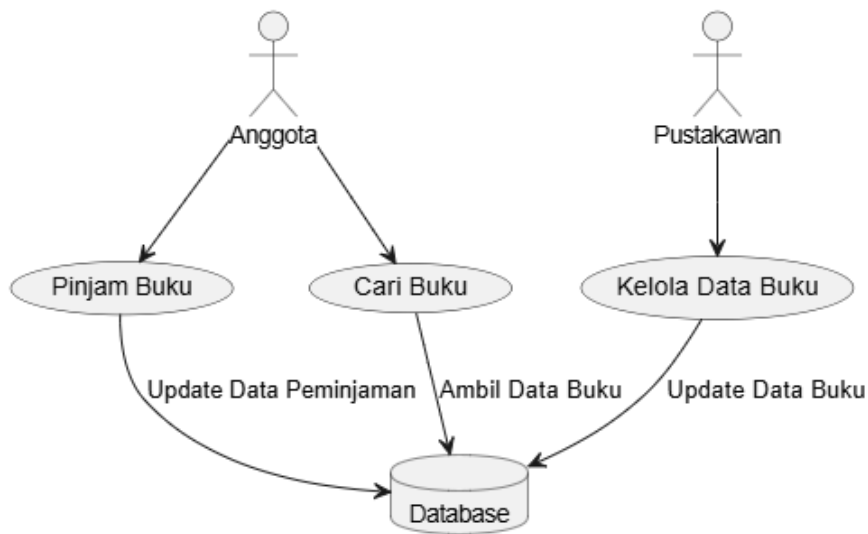 Anggota
Pustakawan
Pinjam Buku
Cari Buku
Kelola Data Buku
Update Data Peminjaman
Ambil Data Buku
Update Data Buku
Database